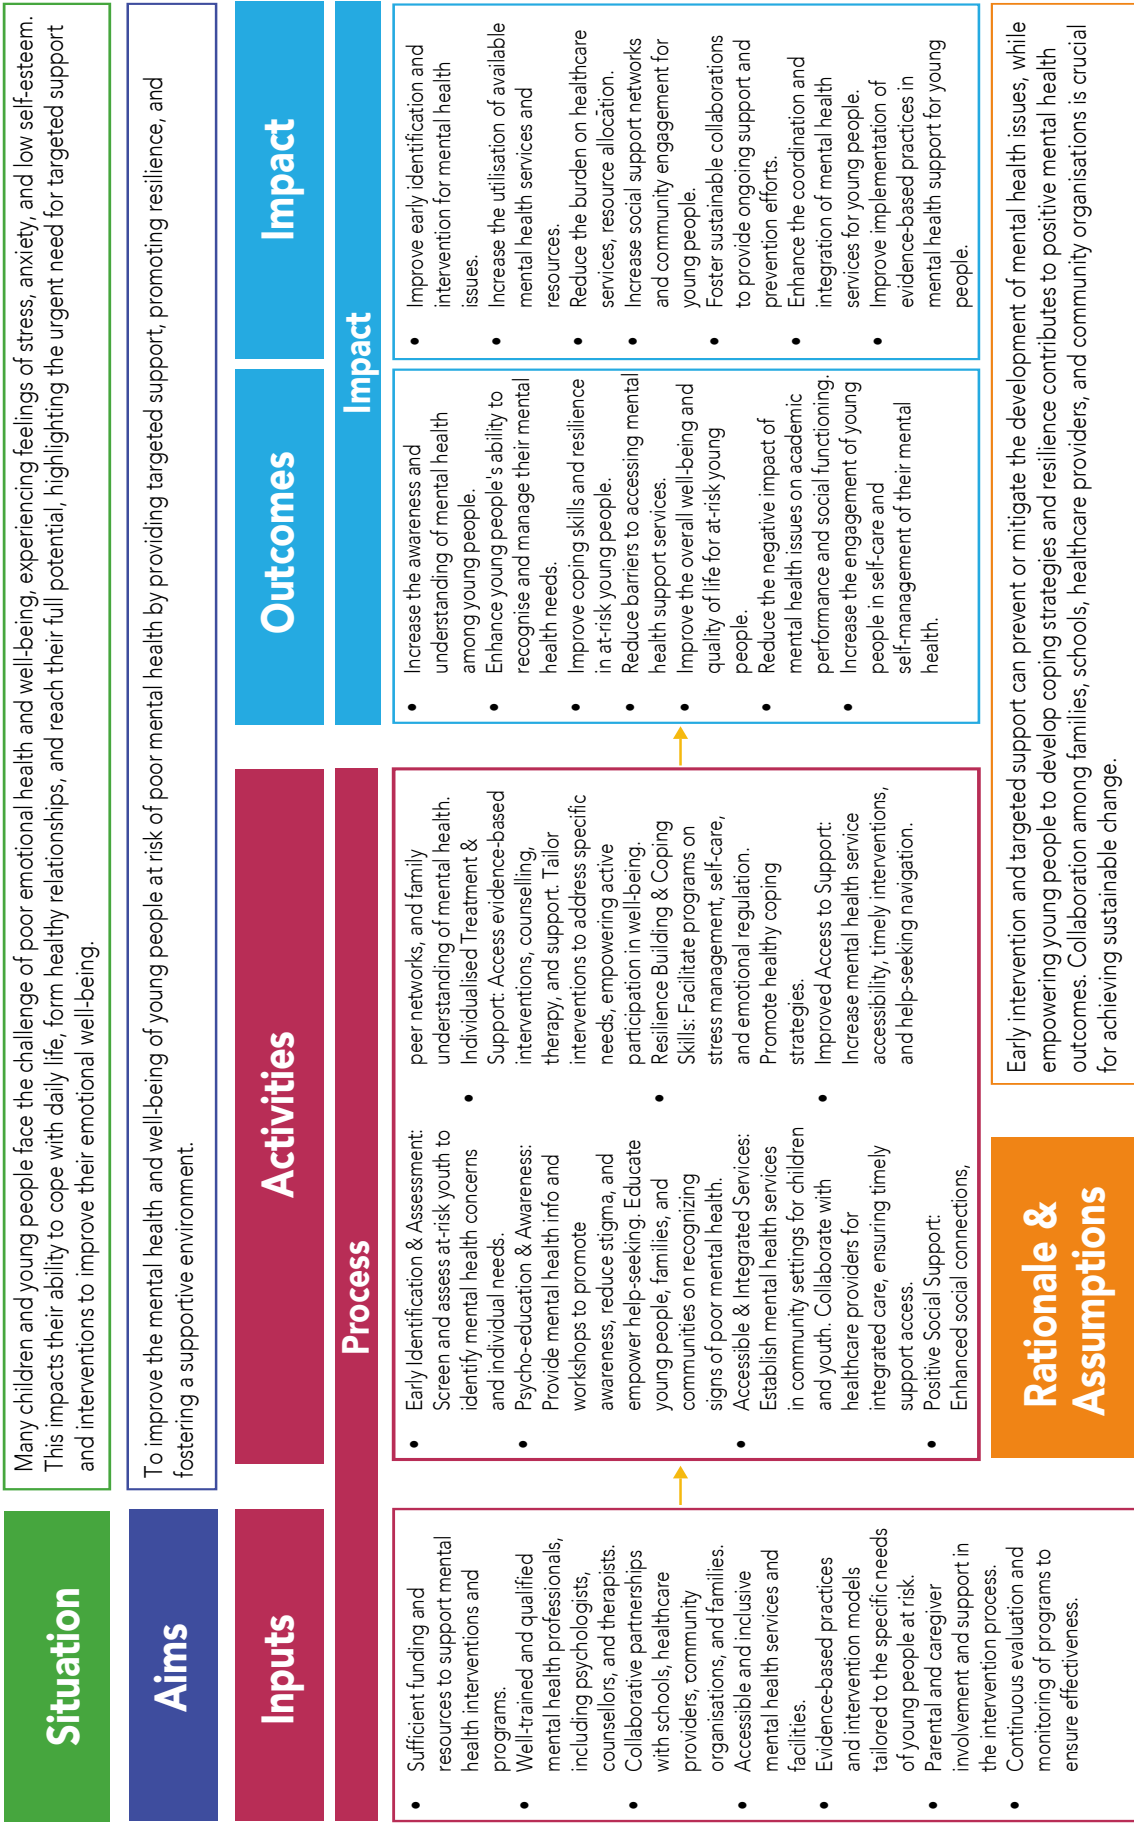 Situation
Many children and young people face the challenge of poor emotional health and well-being, experiencing feelings of stress, anxiety, and low self-esteem.
This impacts their ability to cope with daily life, form healthy relationships, and reach their full potential, highlighting the urgent need for targeted support
and interventions to improve their emotional well-being.
Aims
To improve the mental health and well-being of young people at risk of poor mental health by providing targeted support, promoting resilience, and
fostering a supportive environment.
Inputs
Activities
Outcomes
Impact
Process
Impact
• Sufficient funding and
resources to support mental
health interventions and
programs.
• Well-trained and qualified
mental health professionals,
including psychologists,
counsellors, and therapists.
• Collaborative partnerships
with schools, healthcare
providers, community
organisations, and families.
• Accessible and inclusive
mental health services and
facilities.
• Evidence-based practices
and intervention models
tailored to the specific needs
of young people at risk.
• Parental and caregiver
involvement and support in
the intervention process.
• Continuous evaluation and
monitoring of programs to
ensure effectiveness.
• Early Identification & Assessment:
Screen and assess at-risk youth to
identify mental health concerns
and individual needs.
• Psycho-education & Awareness:
Provide mental health info and
workshops to promote
awareness, reduce stigma, and
empower help-seeking. Educate
young people, families, and
communities on recognizing
signs of poor mental health.
• Accessible & Integrated Services:
Establish mental health services
in community settings for children
and youth. Collaborate with
healthcare providers for
integrated care, ensuring timely
support access.
• Positive Social Support:
Enhanced social connections,
peer networks, and family
understanding of mental health.
• Individualised Treatment &
Support: Access evidence-based
interventions, counselling,
therapy, and support. Tailor
interventions to address specific
needs, empowering active
participation in well-being.
• Resilience Building & Coping
Skills: Facilitate programs on
stress management, self-care,
and emotional regulation.
Promote healthy coping
strategies.
• Improved Access to Support:
Increase mental health service
accessibility, timely interventions,
and help-seeking navigation.
• Increase the awareness and
understanding of mental health
among young people.
• Enhance young people's ability to
recognise and manage their mental
health needs.
• Improve coping skills and resilience
in at-risk young people.
• Reduce barriers to accessing mental
health support services.
• Improve the overall well-being and
quality of life for at-risk young
people.
• Reduce the negative impact of
mental health issues on academic
performance and social functioning.
• Increase the engagement of young
people in self-care and
self-management of their mental
health.
• Improve early identification and
intervention for mental health
issues.
• Increase the utilisation of available
mental health services and
resources.
• Reduce the burden on healthcare
services, resource allocation.
• Increase social support networks
and community engagement for
young people.
• Foster sustainable collaborations
to provide ongoing support and
prevention efforts.
• Enhance the coordination and
integration of mental health
services for young people.
• Improve implementation of
evidence-based practices in
mental health support for young
people.
Rationale &
Assumptions
Early intervention and targeted support can prevent or mitigate the development of mental health issues, while
empowering young people to develop coping strategies and resilience contributes to positive mental health
outcomes. Collaboration among families, schools, healthcare providers, and community organisations is crucial
for achieving sustainable change.